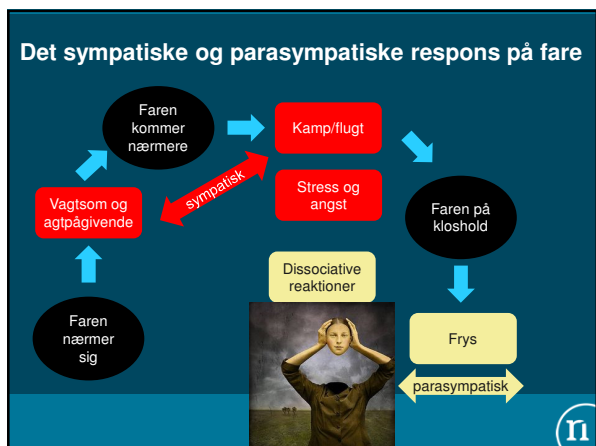 Det sympatiske og parasympatiske respons på fare
Faren
kommer
nærmere
Kamp/flugt
sympatisk
Stress og
angst
Vagtsom og
agtpågivende
Faren på
kloshold
Dissociative
reaktioner
Faren
nærmer
sig
Frys
parasympatisk
n